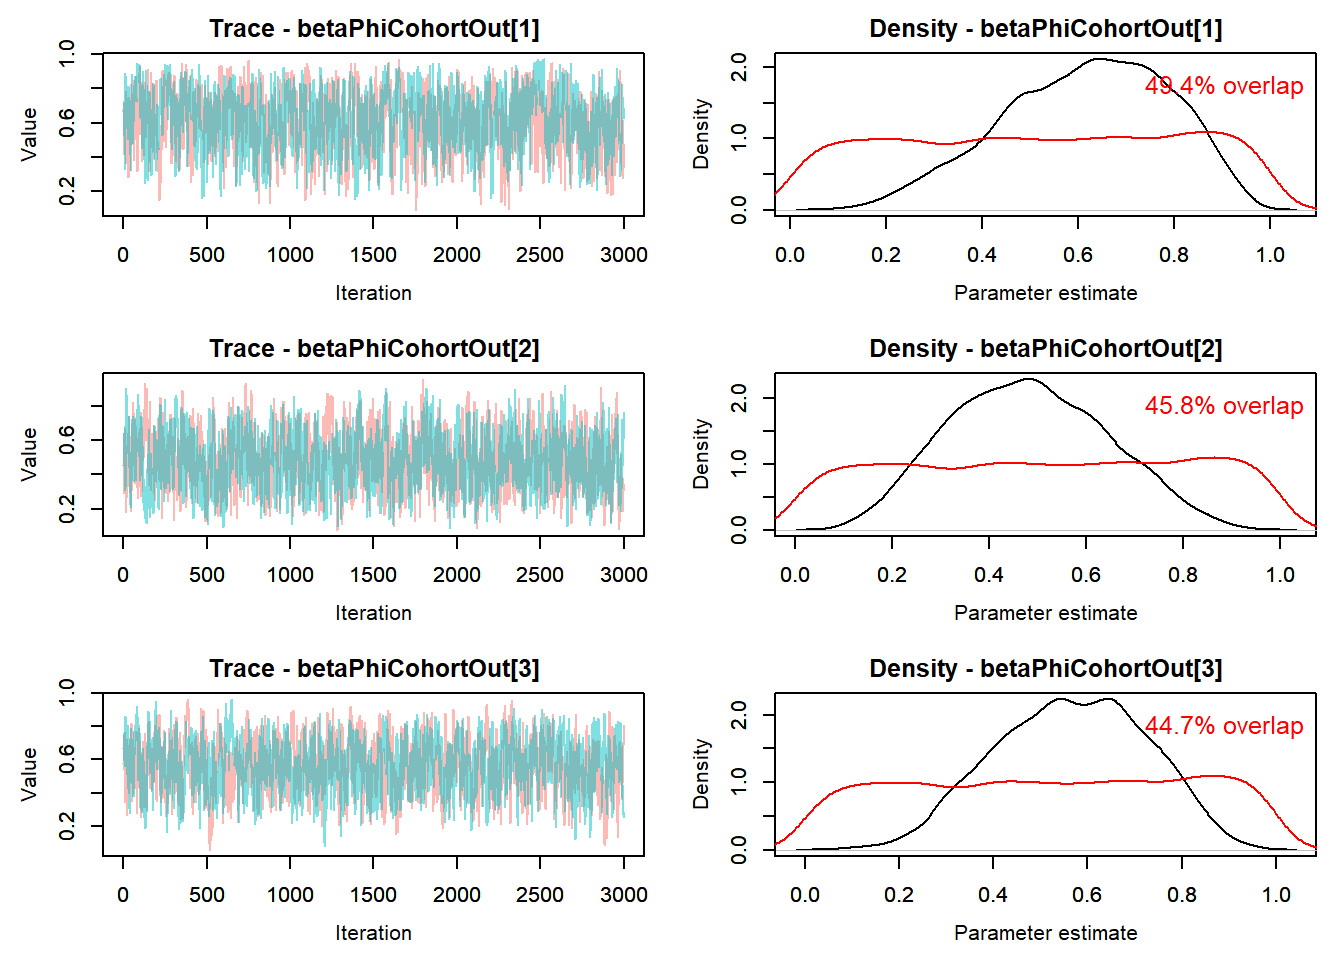 Trace - betaPhiCohortOut[1]
Value
0.2 0.6 1.0
0 500 1000 1500 2000 2500 3000
Iteration
Density - betaPhiCohortOut[1]
49.4% overlap
Density
0.0 1.0 2.0
0.0 0.2 0.4 0.6 0.8 1.0
Parameter estimate
Trace - betaPhiCohortOut[2]
Value
0.2 0.6
0 500 1000 1500 2000 2500 3000
Iteration
Density - betaPhiCohortOut[2]
45.8% overlap
Density
0.0 1.0 2.0
0.0 0.2 0.4 0.6 0.8 1.0
Parameter estimate
Trace - betaPhiCohortOut[3]
Value
0.2 0.6 1.0
0 500 1000 1500 2000 2500 3000
Iteration
Density - betaPhiCohortOut[3]
44.7% overlap
Density
0.0 1.0 2.0
0.0 0.2 0.4 0.6 0.8 1.0
Parameter estimate